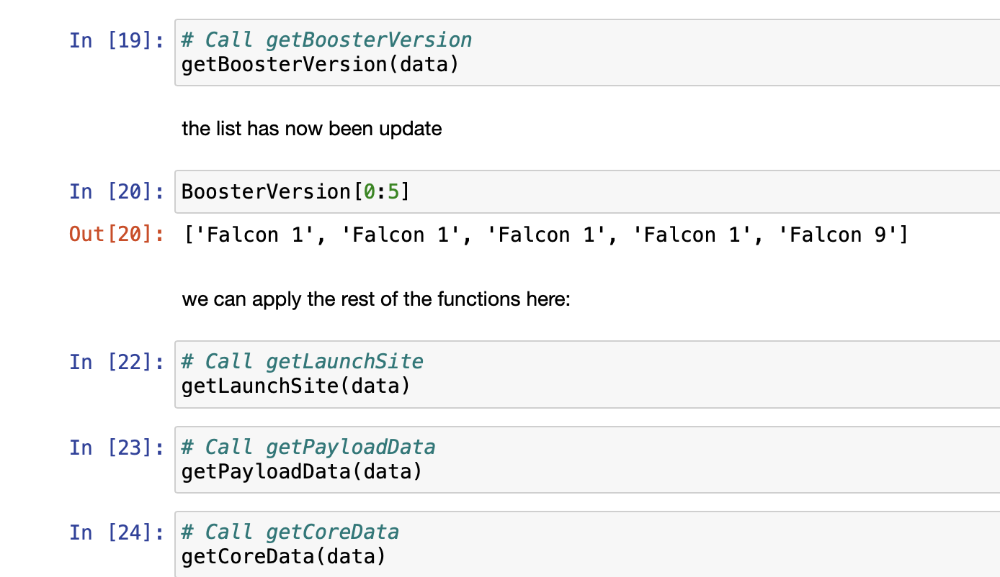 In [19]: # Call getBoosterVersion
getBoosterVersion(data)
the list has now been update
In [20]: BoosterVersion[0:5]
Out[20]: ['Falcon 1', 'Falcon 1', 'Falcon 1', 'Falcon 1', 'Falcon 9']
we can apply the rest of the functions here:
In [22]: # Call getLaunchSite
getLaunchSite(data)
In [23]: # Call getPayloadData
getPayloadData(data)
In [24]: # Call getCoreData
getCoreData(data)